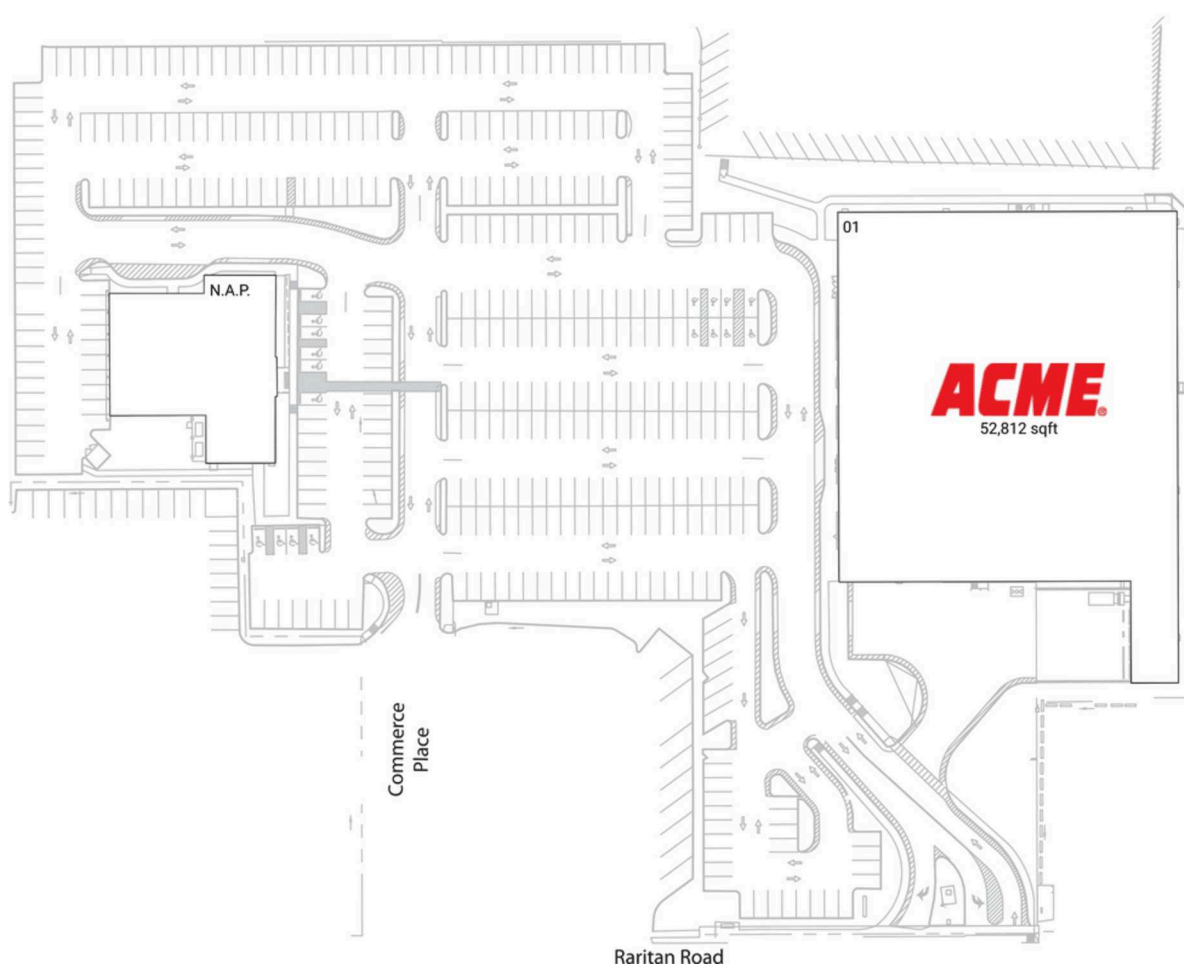 01
N.A.P.
ACME®
52,812 sqft
Commerce
Place
Raritan Road